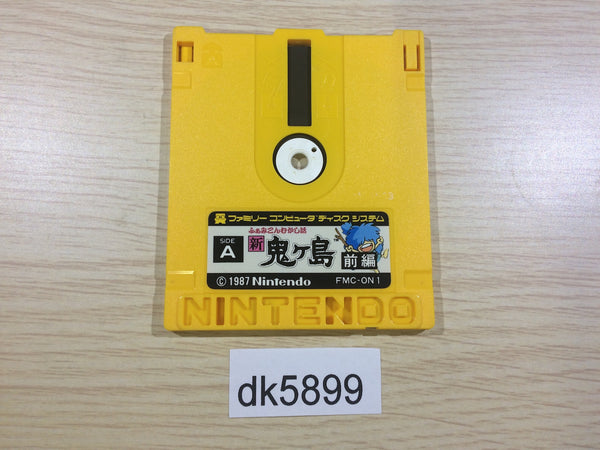 ファミリー コンピュータ ディスク システム
ふぁみこんむかし話
SIDE
A
新 鬼ヶ島 前編
© 1987 Nintendo FMC-ON1
NINTENDO
dk5899